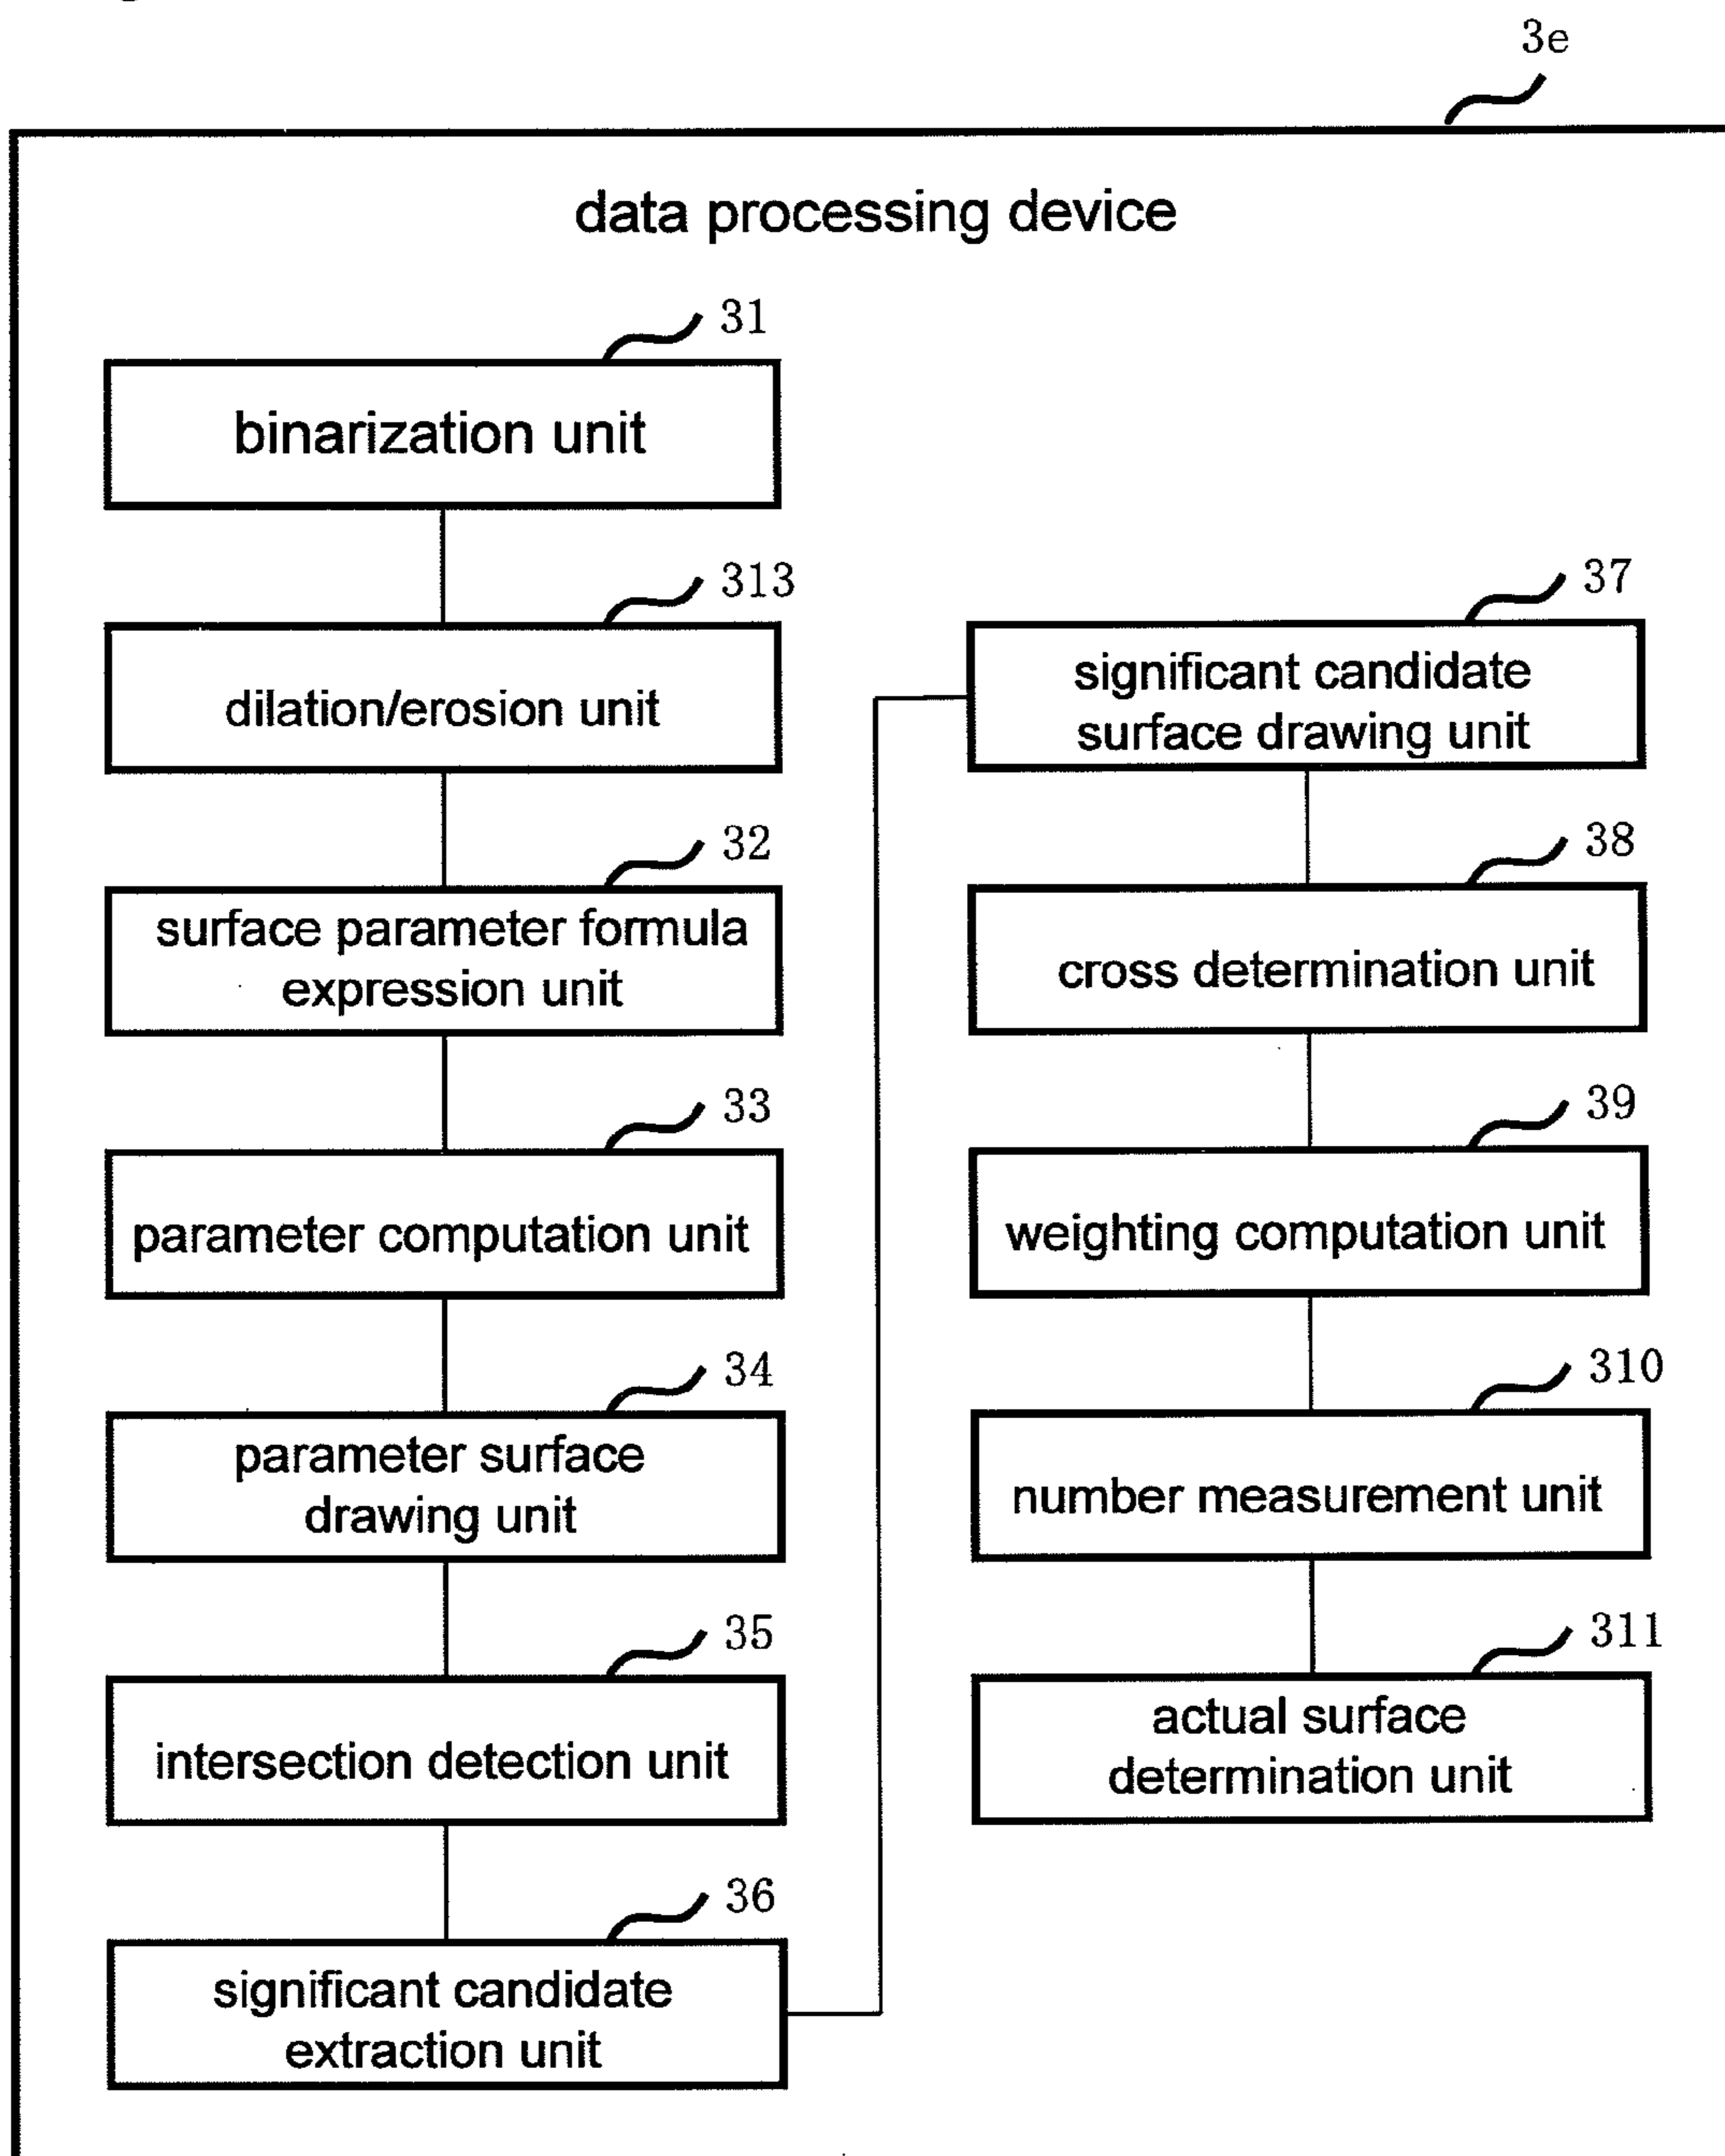 3e
data processing device
31
binarization unit
313
dilation/erosion unit
32
surface parameter formula
expression unit
33
parameter computation unit
34
parameter surface
drawing unit
35
intersection detection unit
36
significant candidate
extraction unit
37
significant candidate
surface drawing unit
38
cross determination unit
39
weighting computation unit
310
number measurement unit
311
actual surface
determination unit